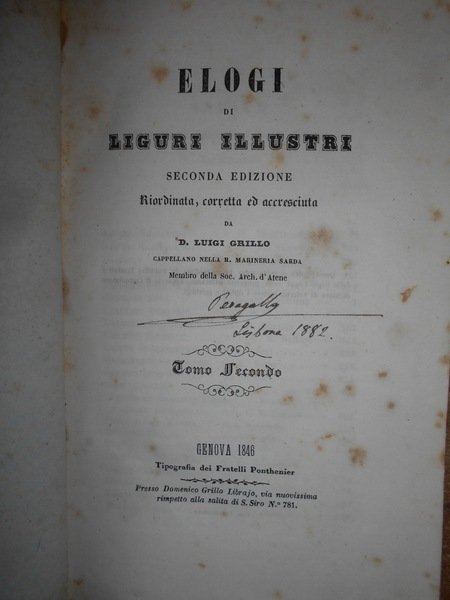 ELOGI
DI
LIGURI ILLUSTRI
SECONDA EDIZIONE
Riordinata, corretta ed accresciuta
DA
D. LUIGI GRILLO
CAPPELLANO NELLA R. MARINERIA SARDA
Membro della Soc. Arch. d'Atene
Peragally
Lisbona 1882.
Tomo Secondo
GENOVA 1846
Tipografia dei Fratelli Ponthenier
Presso Domenico Grillo Librajo, via nuovissima
rimpetto alla salita di S. Siro N.º 781.